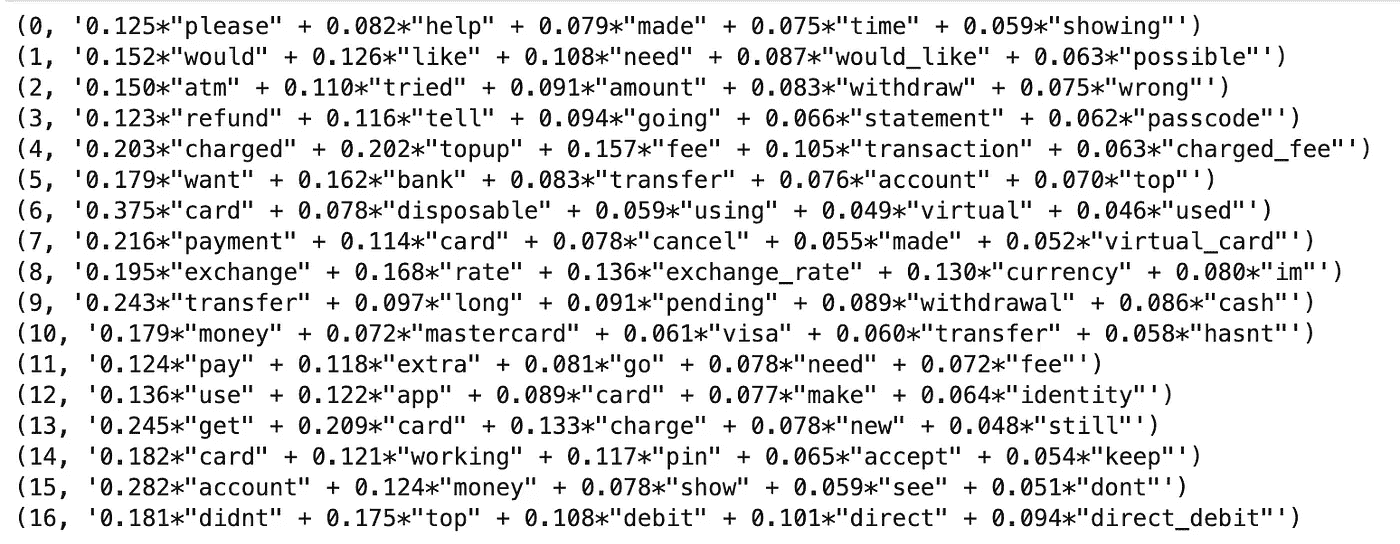 (0, '0.125*"please" + 0.082*"help" + 0.079*"made" + 0.075*"time" + 0.059*"showing"')
(1, '0.152*"would" + 0.126*"like" + 0.108*"need" + 0.087*"would_like" + 0.063*"possible"')
(2, '0.150*"atm" + 0.110*"tried" + 0.091*"amount" + 0.083*"withdraw" + 0.075*"wrong"')
(3, '0.123*"refund" + 0.116*"tell" + 0.094*"going" + 0.066*"statement" + 0.062*"passcode"')
(4, '0.203*"charged" + 0.202*"topup" + 0.157*"fee" + 0.105*"transaction" + 0.063*"charged_fee"')
(5, '0.179*"want" + 0.162*"bank" + 0.083*"transfer" + 0.076*"account" + 0.070*"top"')
(6, '0.375*"card" + 0.078*"disposable" + 0.059*"using" + 0.049*"virtual" + 0.046*"used"')
(7, '0.216*"payment" + 0.114*"card" + 0.078*"cancel" + 0.055*"made" + 0.052*"virtual_card"')
(8, '0.195*"exchange" + 0.168*"rate" + 0.136*"exchange_rate" + 0.130*"currency" + 0.080*"im"')
(9, '0.243*"transfer" + 0.097*"long" + 0.091*"pending" + 0.089*"withdrawal" + 0.086*"cash"')
(10, '0.179*"money" + 0.072*"mastercard" + 0.061*"visa" + 0.060*"transfer" + 0.058*"hasnt"')
(11, '0.124*"pay" + 0.118*"extra" + 0.081*"go" + 0.078*"need" + 0.072*"fee"')
(12, '0.136*"use" + 0.122*"app" + 0.089*"card" + 0.077*"make" + 0.064*"identity"')
(13, '0.245*"get" + 0.209*"card" + 0.133*"charge" + 0.078*"new" + 0.048*"still"')
(14, '0.182*"card" + 0.121*"working" + 0.117*"pin" + 0.065*"accept" + 0.054*"keep"')
(15, '0.282*"account" + 0.124*"money" + 0.078*"show" + 0.059*"see" + 0.051*"dont"')
(16, '0.181*"didnt" + 0.175*"top" + 0.108*"debit" + 0.101*"direct" + 0.094*"direct_debit"')